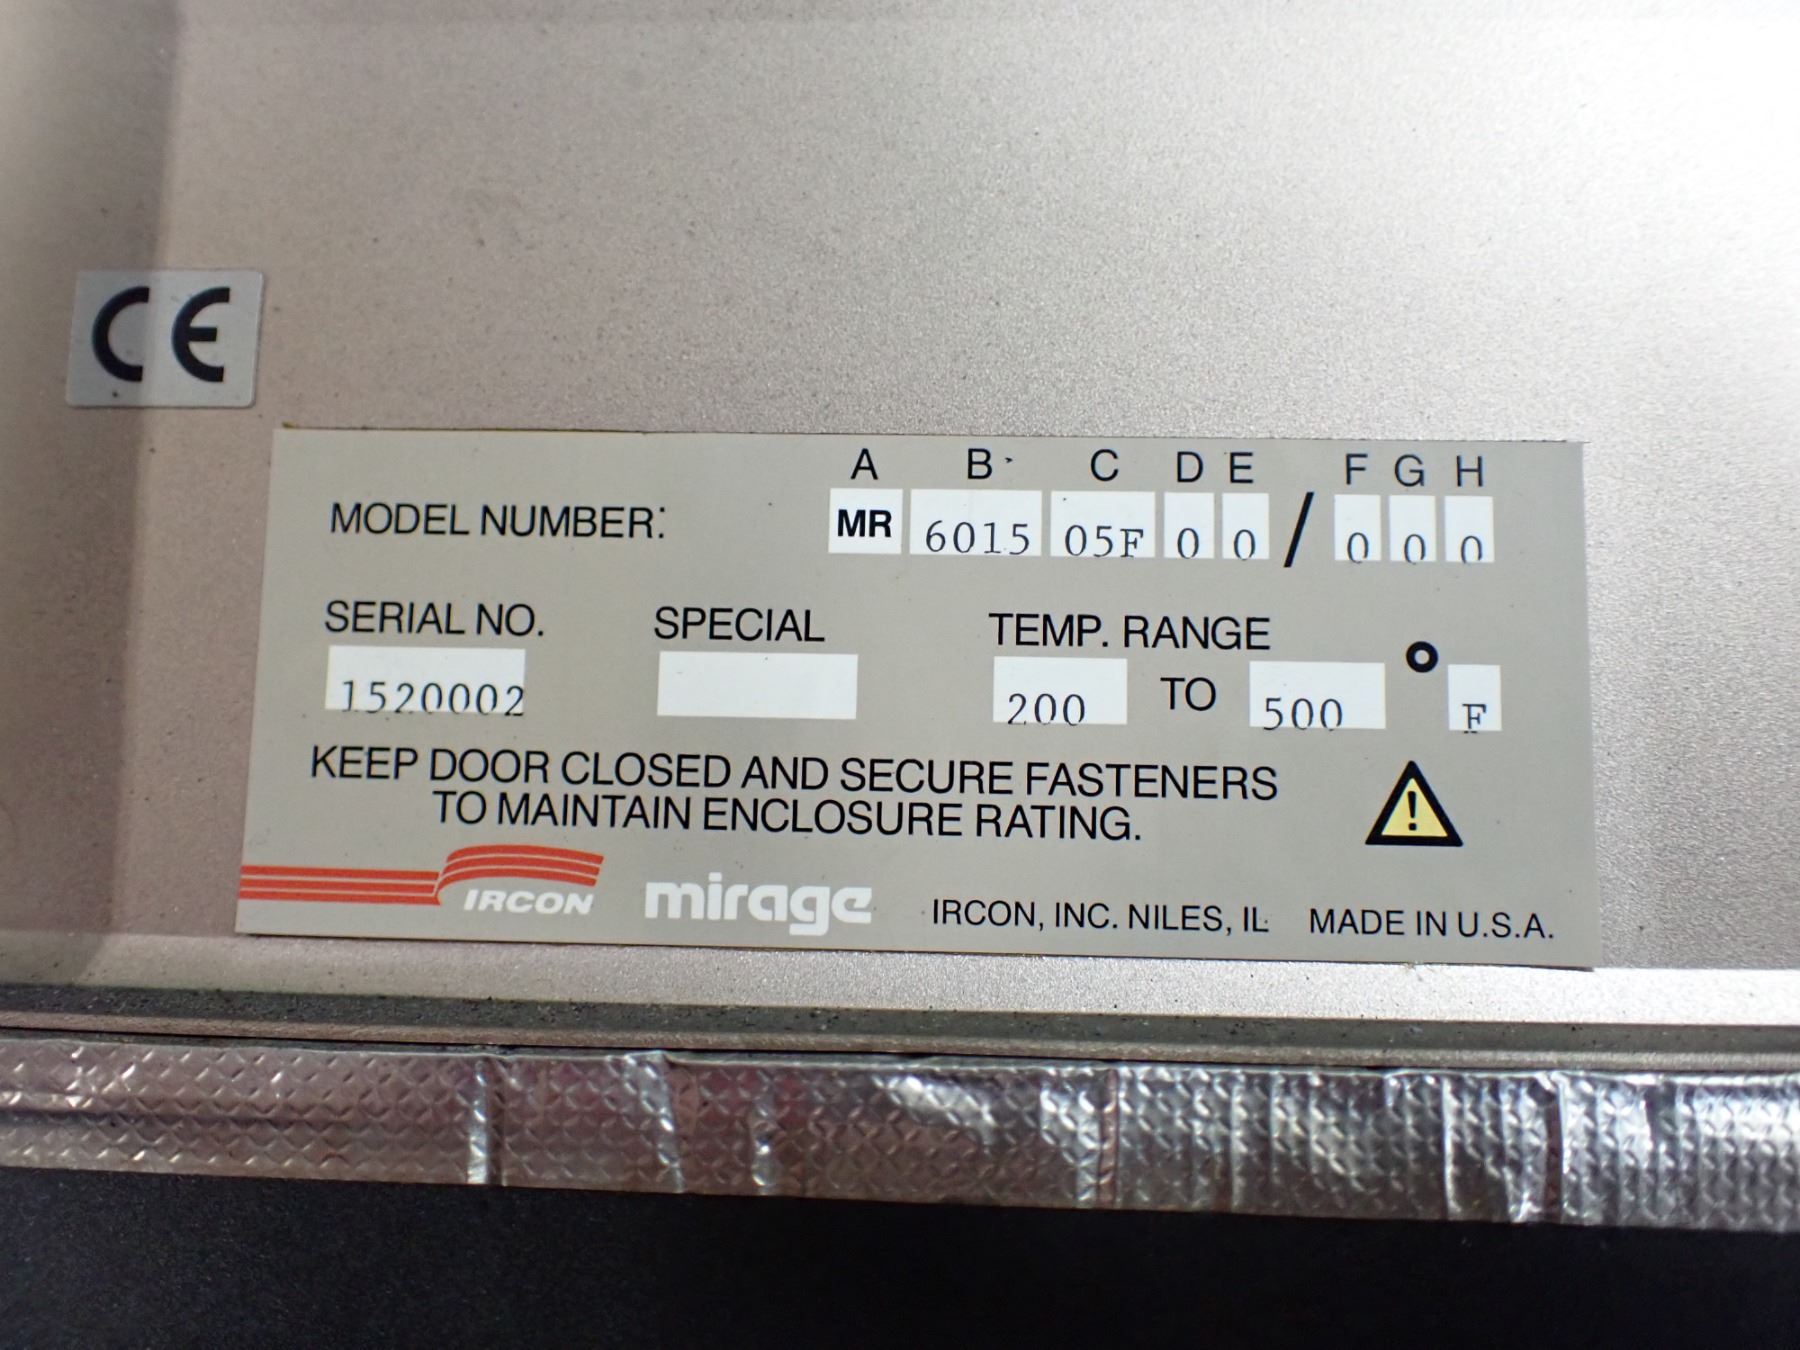 CE
A B C D E F G H
MODEL NUMBER: MR 6015 05F 0 0 / 0 0 0
SERIAL NO. SPECIAL TEMP. RANGE
1520002 200 TO 500 ° F
KEEP DOOR CLOSED AND SECURE FASTENERS
TO MAINTAIN ENCLOSURE RATING.
!
IRCON mirage IRCON, INC. NILES, IL MADE IN U.S.A.